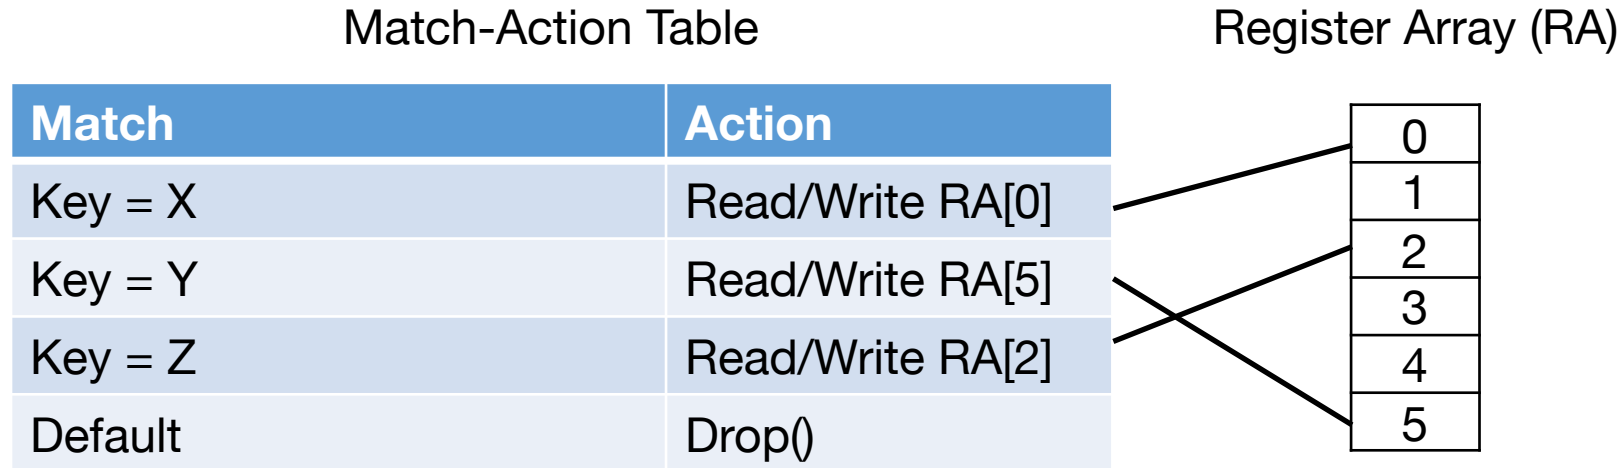 Match-Action Table
Register Array (RA)
Match Action
Key = X Read/Write RA[0]
Key = Y Read/Write RA[5]
Key = Z Read/Write RA[2]
Default Drop()
0
1
2
3
4
5